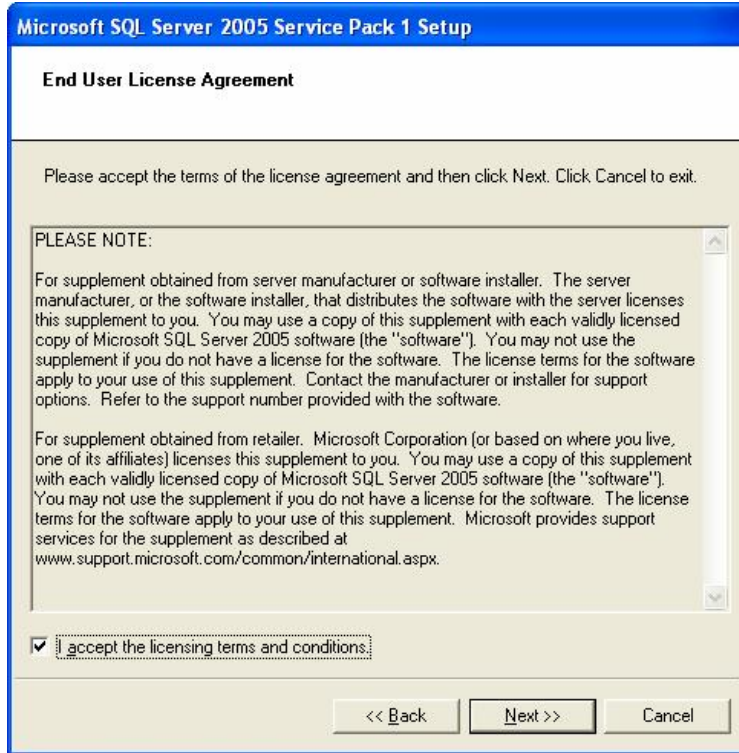 Microsoft SQL Server 2005 Service Pack 1 Setup
End User License Agreement
Please accept the terms of the license agreement and then click Next. Click Cancel to exit.
PLEASE NOTE:
For supplement obtained from server manufacturer or software installer.  The server
manufacturer, or the software installer, that distributes the software with the server licenses
this supplement to you.  You may use a copy of this supplement with each validly licensed
copy of Microsoft SQL Server 2005 software (the "software").  You may not use the
supplement if you do not have a license for the software.  The license terms for the software
apply to your use of this supplement.  Contact the manufacturer or installer for support
options.  Refer to the support number provided with the software.
For supplement obtained from retailer.  Microsoft Corporation (or based on where you live,
one of its affiliates) licenses this supplement to you.  You may use a copy of this supplement
with each validly licensed copy of Microsoft SQL Server 2005 software (the "software").
You may not use the supplement if you do not have a license for the software.  The license
terms for the software apply to your use of this supplement.  Microsoft provides support
services for the supplement as described at
www.support.microsoft.com/common/international.aspx.
I accept the licensing terms and conditions.
<< Back Next >> Cancel